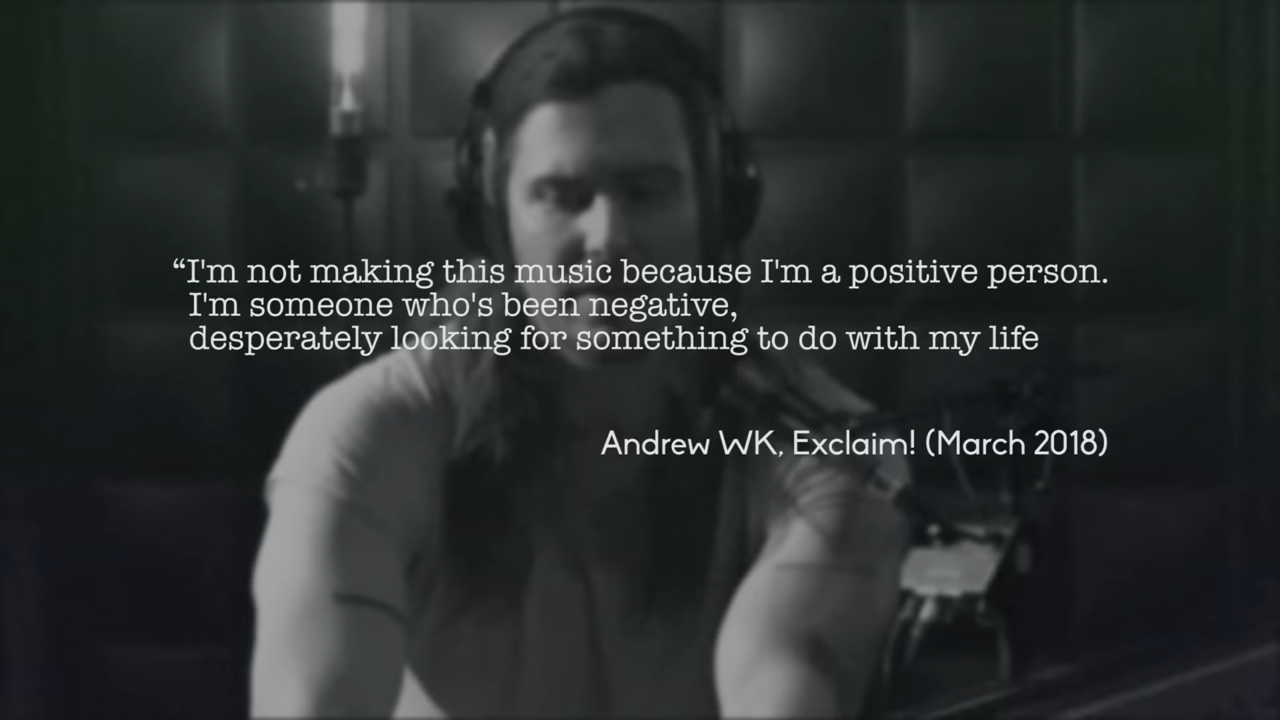 “I'm not making this music because I'm a positive person.
I'm someone who's been negative,
desperately looking for something to do with my life
Andrew WK, Exclaim! (March 2018)